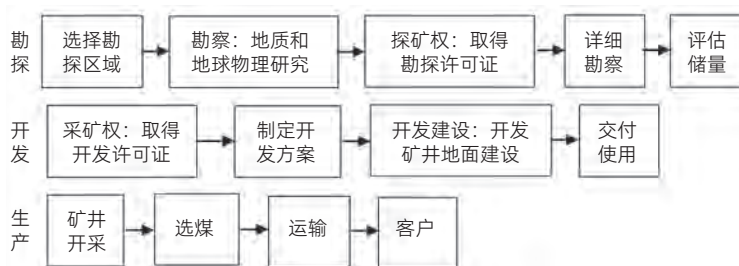 勘探
选择勘
探区域
勘察：地质和
地球物理研究
探矿权：取得
勘探许可证
详细
勘察
评估
储量
开发
采矿权：取得
开发许可证
制定开
发方案
开发建设：开发
矿井地面建设
交付
使用
生产
矿井
开采
选煤
运输
客户